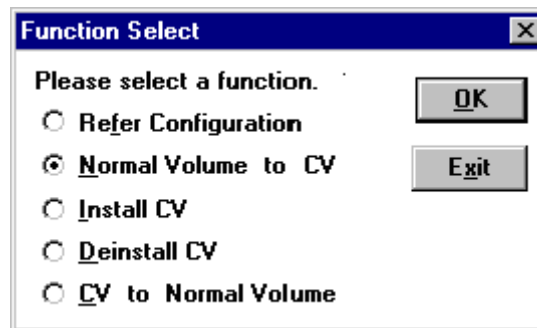 Function Select
Please select a function.
OK
Refer Configuration
Normal Volume to CV
Exit
Install CV
Deinstall CV
CV to Normal Volume